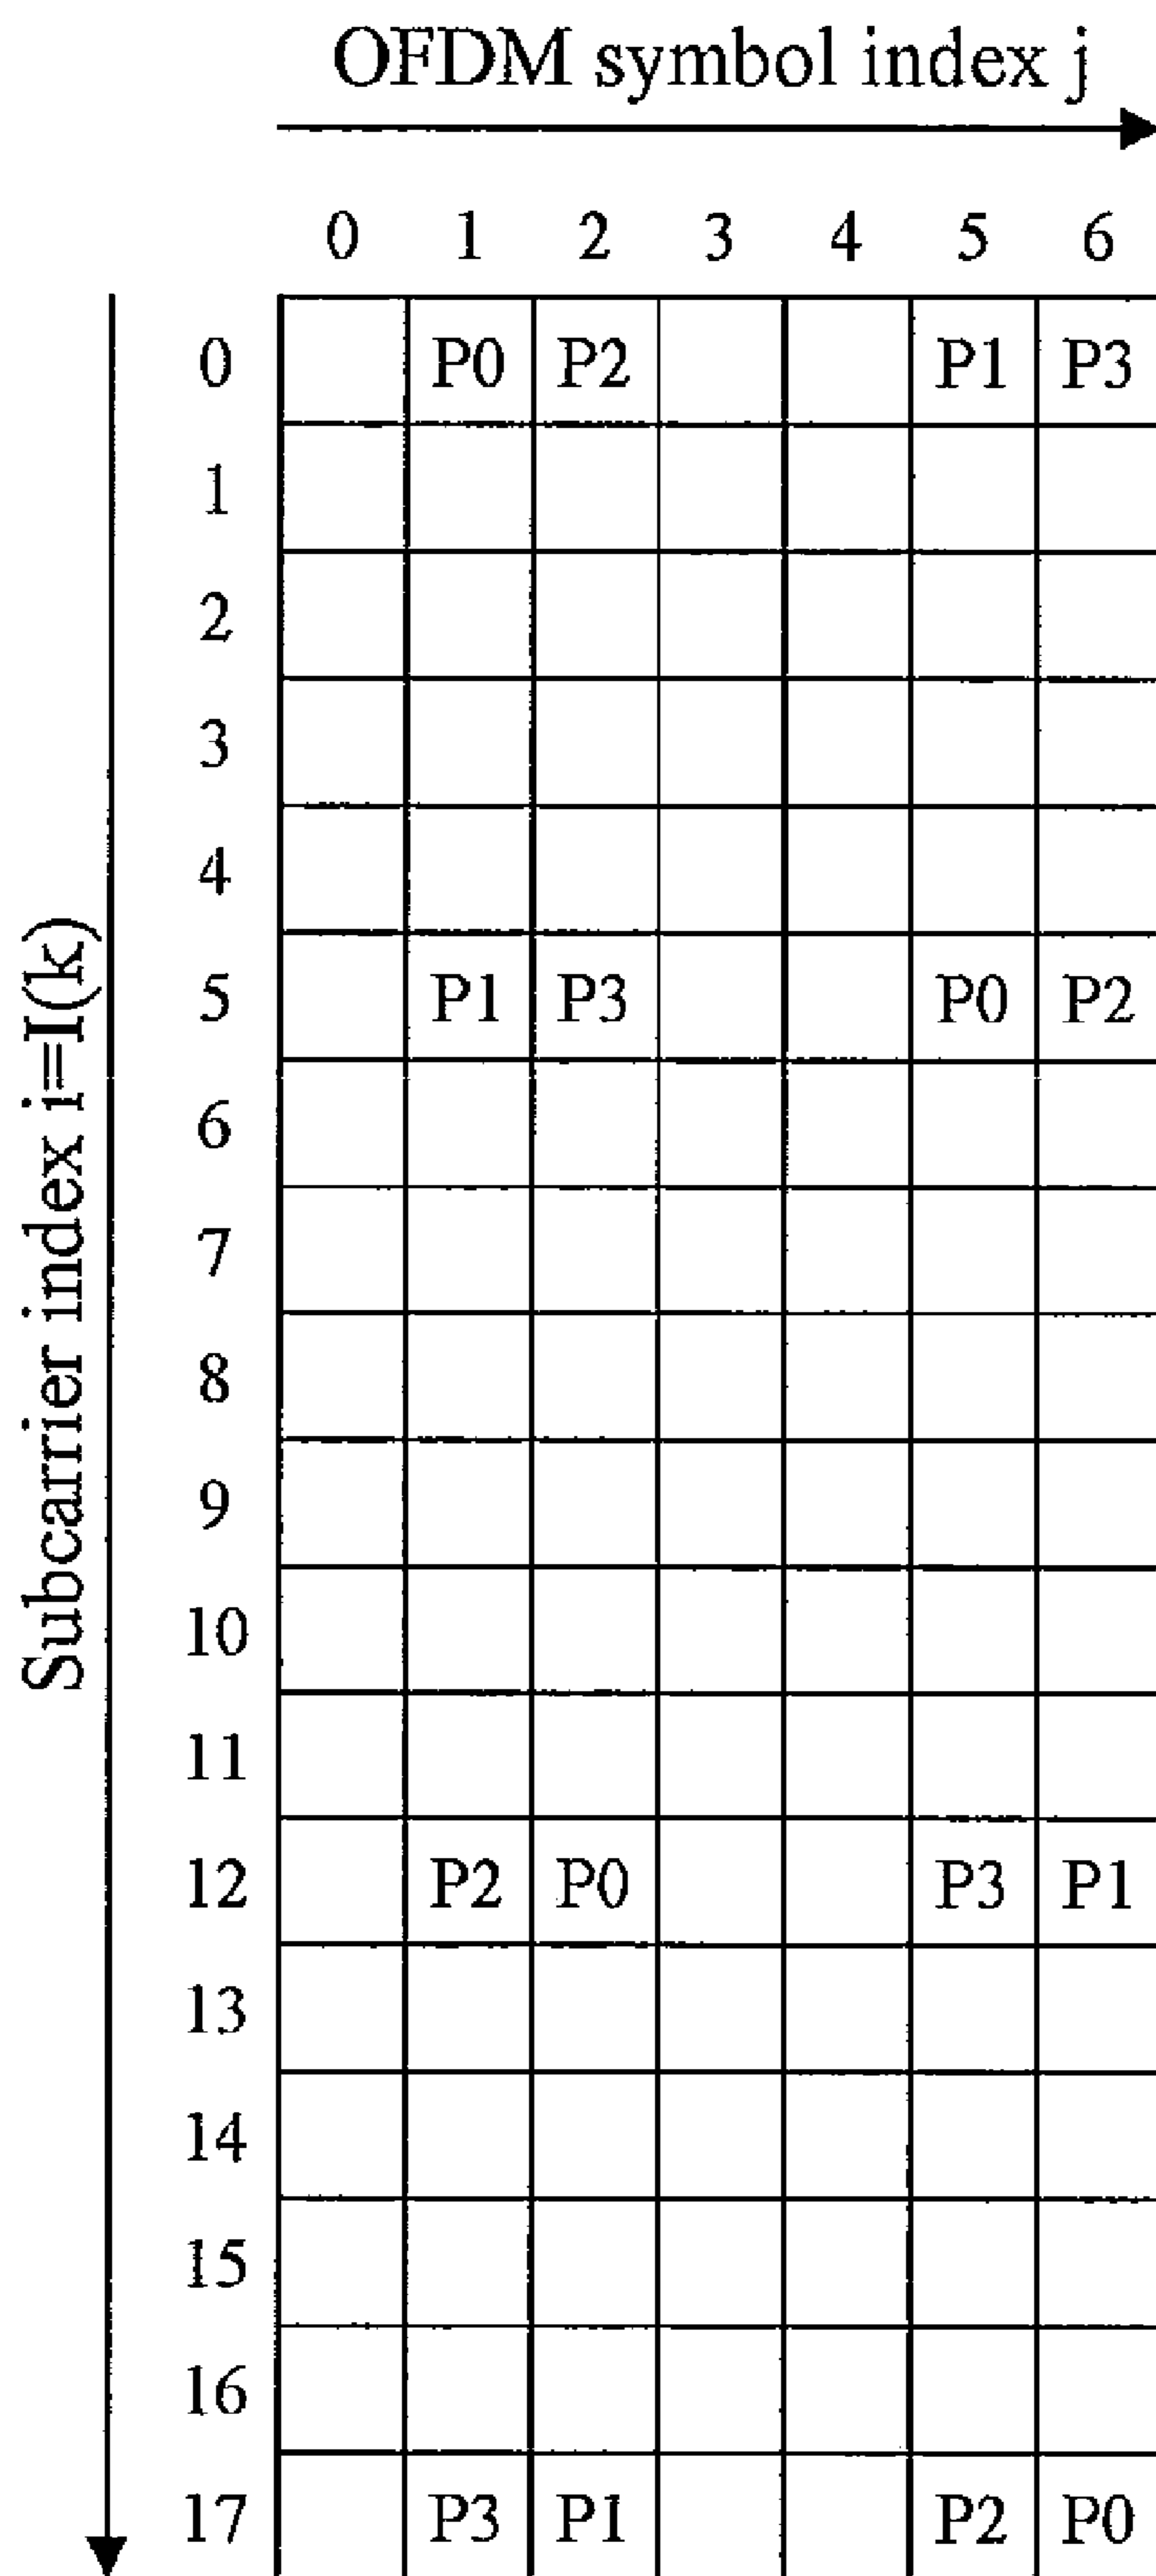 OFDM symbol index j
0 1 2 3 4 5 6
Subcarrier index i=I(k)
0 P0 P2 P1 P3
1
2
3
4
5 P1 P3 P0 P2
6
7
8
9
10
11
12 P2 P0 P3 P1
13
14
15
16
17 P3 P1 P2 P0